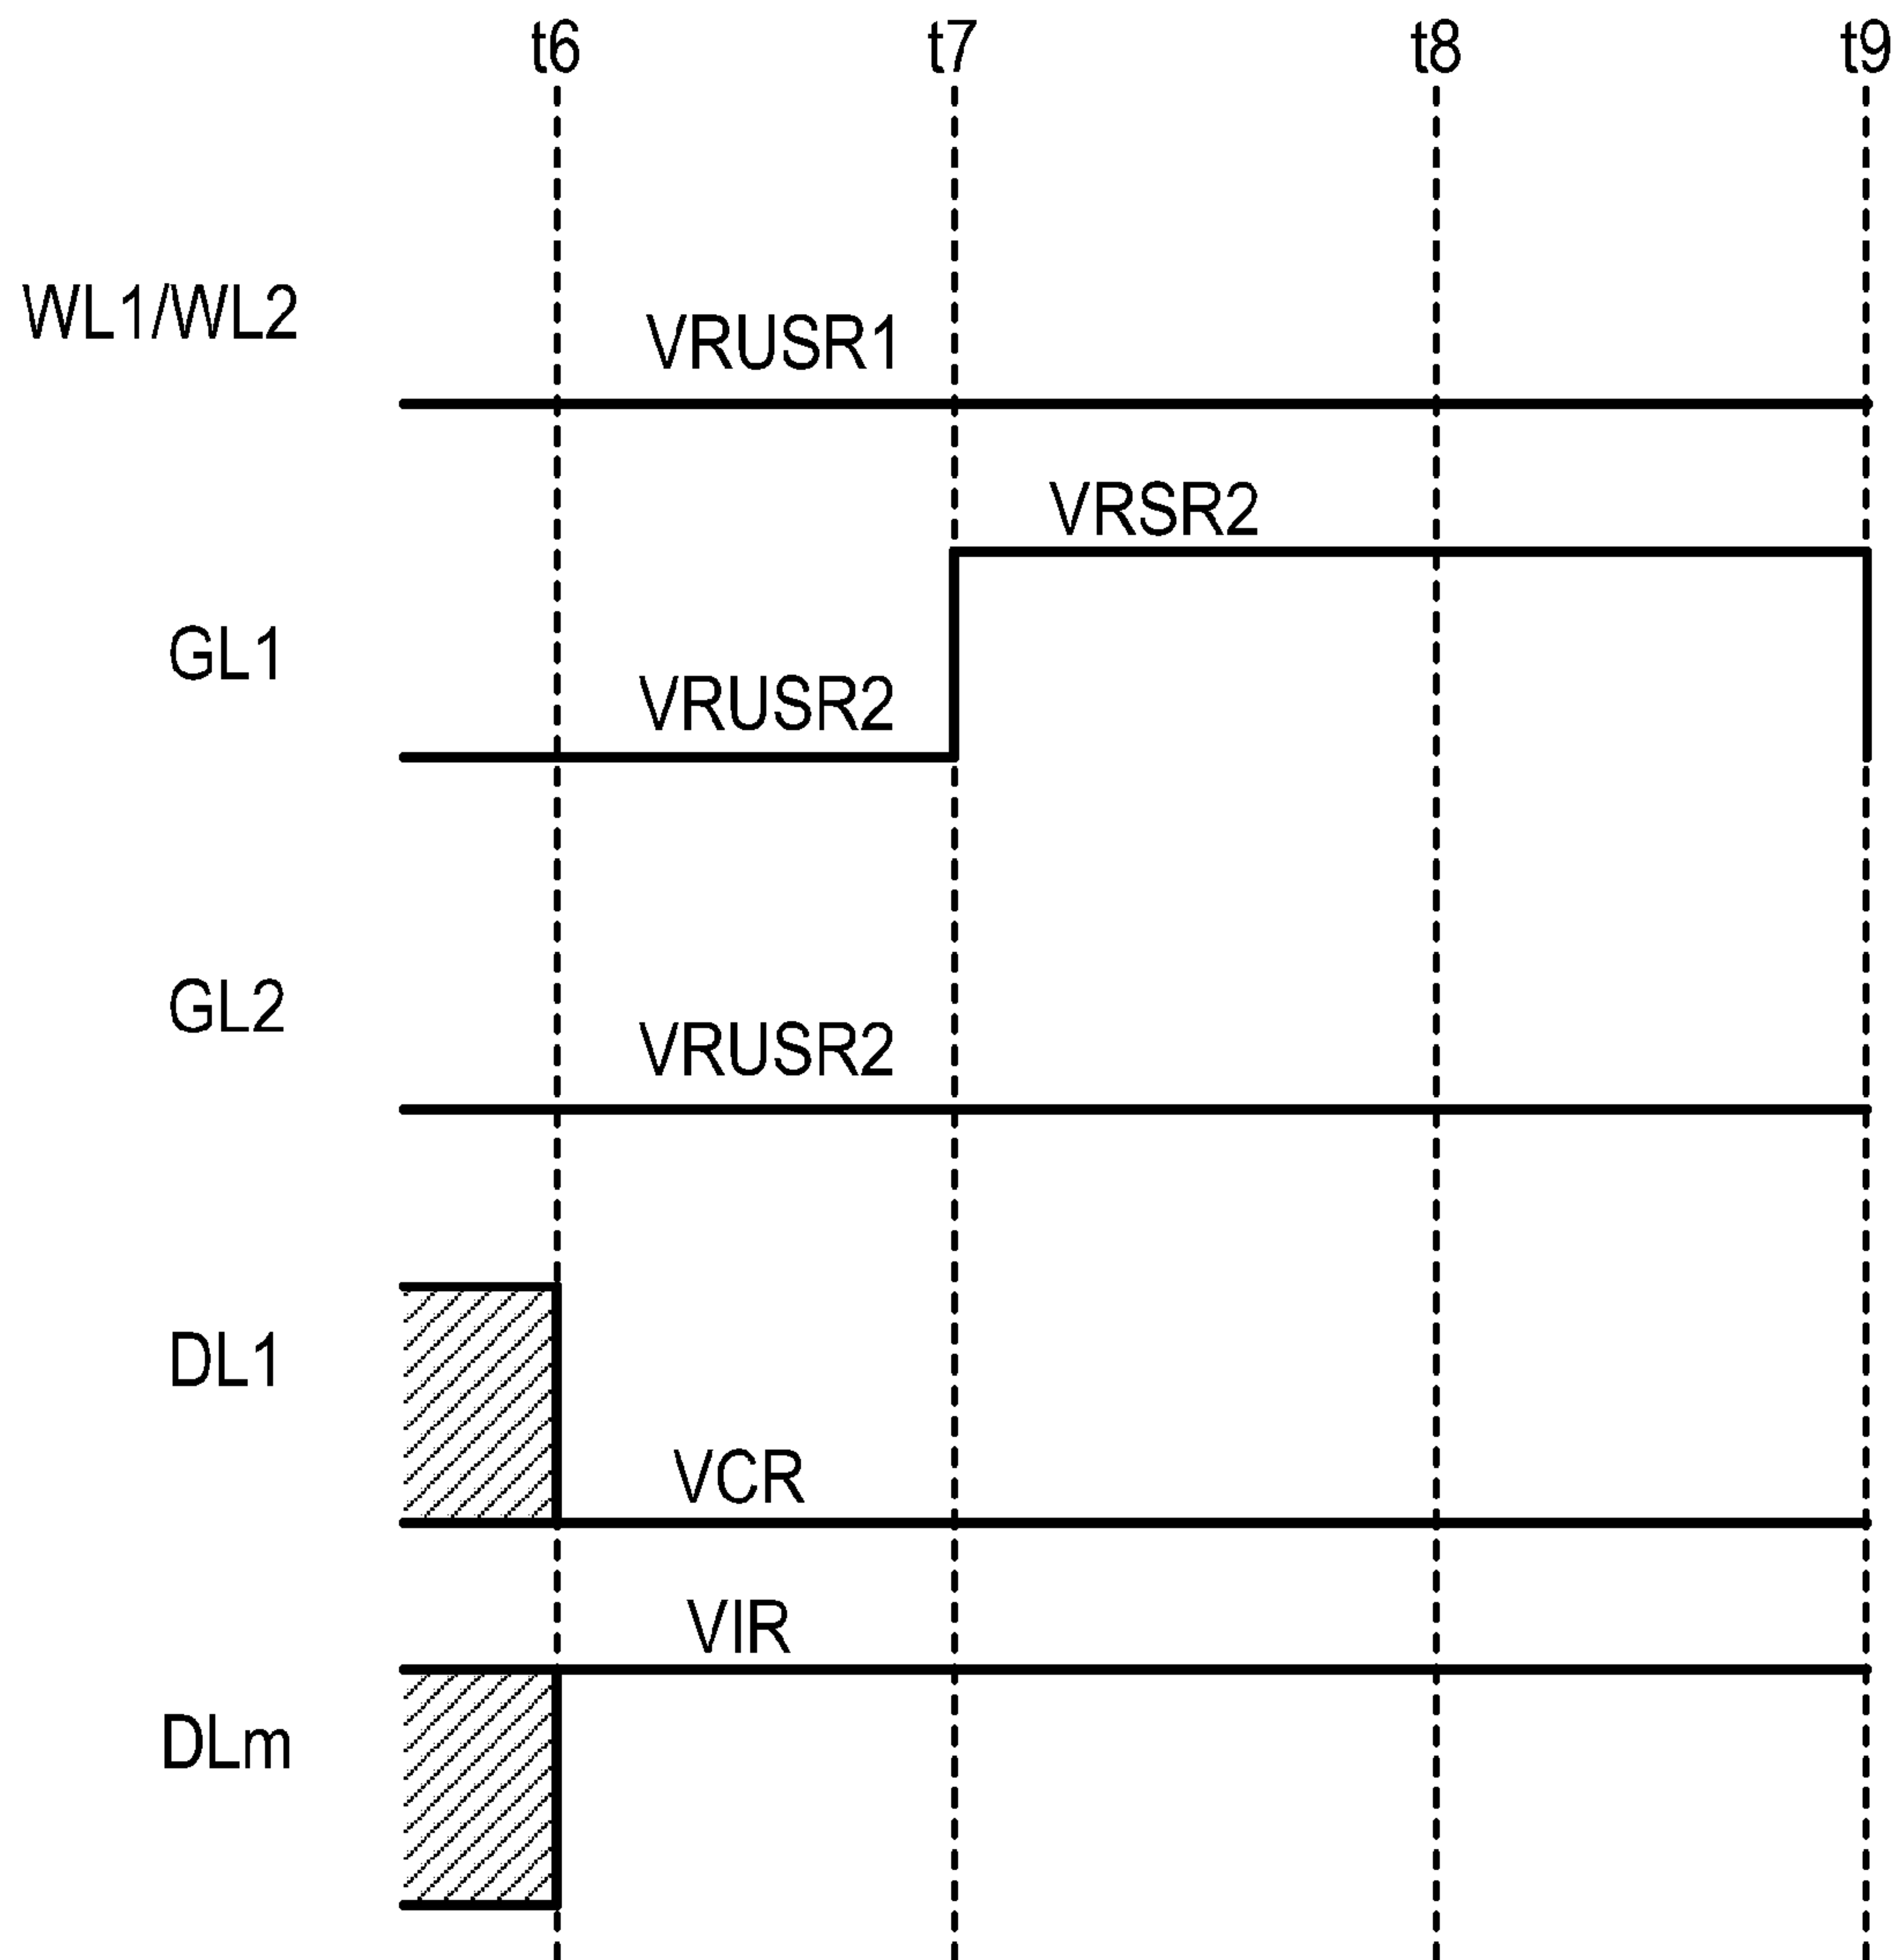 t6 t7 t8 t9
WL1/WL2
VRUSR1
VRSR2
GL1
VRUSR2
GL2
VRUSR2
DL1
VCR
VIR
DLm